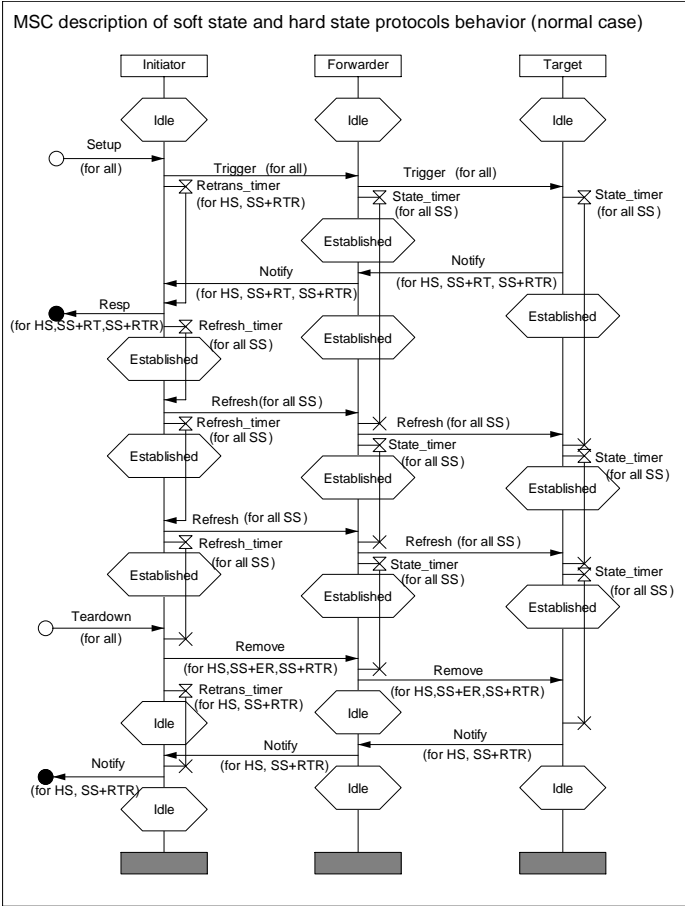 MSC description of soft state and hard state protocols behavior (normal case)
Initiator
Forwarder
Target
Idle
Idle
Idle
Setup
(for all)
Trigger (for all)
Trigger (for all)
Retrans_timer
(for HS, SS+RTR)
State_timer
(for all SS)
State_timer
(for all SS)
Established
Notify
(for HS, SS+RT, SS+RTR)
Notify
(for HS, SS+RT, SS+RTR)
Resp
(for HS,SS+RT,SS+RTR)
Established
Refresh_timer
(for all SS)
Established
Established
Refresh(for all SS)
Refresh_timer
(for all SS)
Refresh (for all SS)
Established
State_timer
(for all SS)
State_timer
(for all SS)
Established
Established
Refresh (for all SS)
Refresh_timer
(for all SS)
Refresh (for all SS)
Established
State_timer
(for all SS)
State_timer
(for all SS)
Established
Established
Teardown
(for all)
Remove
(for HS,SS+ER,SS+RTR)
Remove
(for HS,SS+ER,SS+RTR)
Retrans_timer
(for HS, SS+RTR)
Idle
Idle
Notify
(for HS, SS+RTR)
Notify
(for HS, SS+RTR)
Notify
(for HS, SS+RTR)
Idle
Idle
Idle